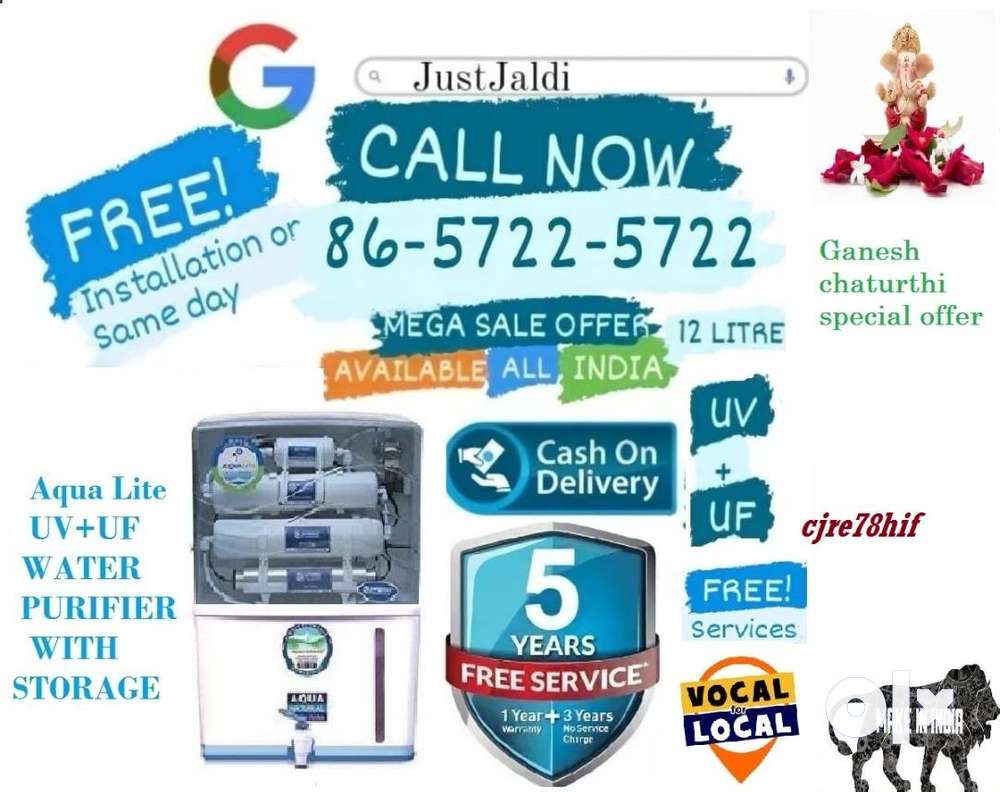 JustJaldi
CALL NOW
86-5722-5722
FREE!
Installation or
Same day
MEGA SALE OFFER
12 LITRE
AVAILABLE ALL INDIA
Ganesh
chaturthi
special offer
UV
+
UF
Cash On
Delivery
Aqua Lite
UV+UF
WATER
PURIFIER
WITH
STORAGE
AQUA
5
YEARS
FREE SERVICE*
1 Year + 3 Years
Warranty No Service
Charge
cjre78hif
FREE!
Services
VOCAL
for
LOCAL
olx
MAKE IN INDIA